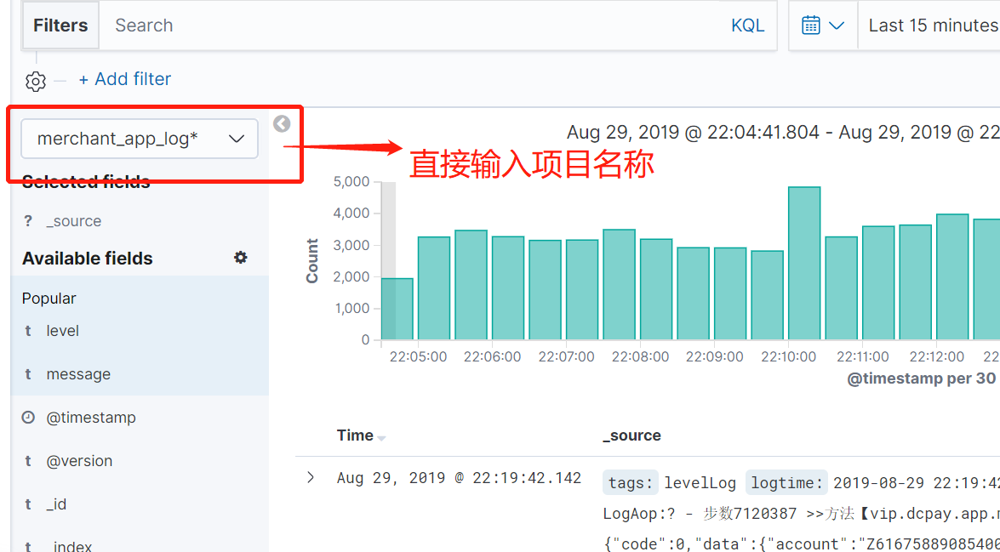 Filters Search KQL Last 15 minutes
+ Add filter
merchant_app_log*
Aug 29, 2019 @ 22:04:41.804 - Aug 29, 2019 @ 22
直接输入项目名称
Selected fields
? _source
Available fields
Popular
t level
t message
@timestamp
t @version
t _id
t _index
Count
5,000
4,000
3,000
2,000
1,000
0
22:05:00 22:06:00 22:07:00 22:08:00 22:09:00 22:10:00 22:11:00 22:12:00 22
@timestamp per 30
Time _source
Aug 29, 2019 @ 22:19:42.142 tags: levelLog logtime: 2019-08-29 22:19:42
LogAop:? - 步数7120387 >>方法【vip.dcpay.app.
{"code":0,"data":{"account":"Z61675889085400